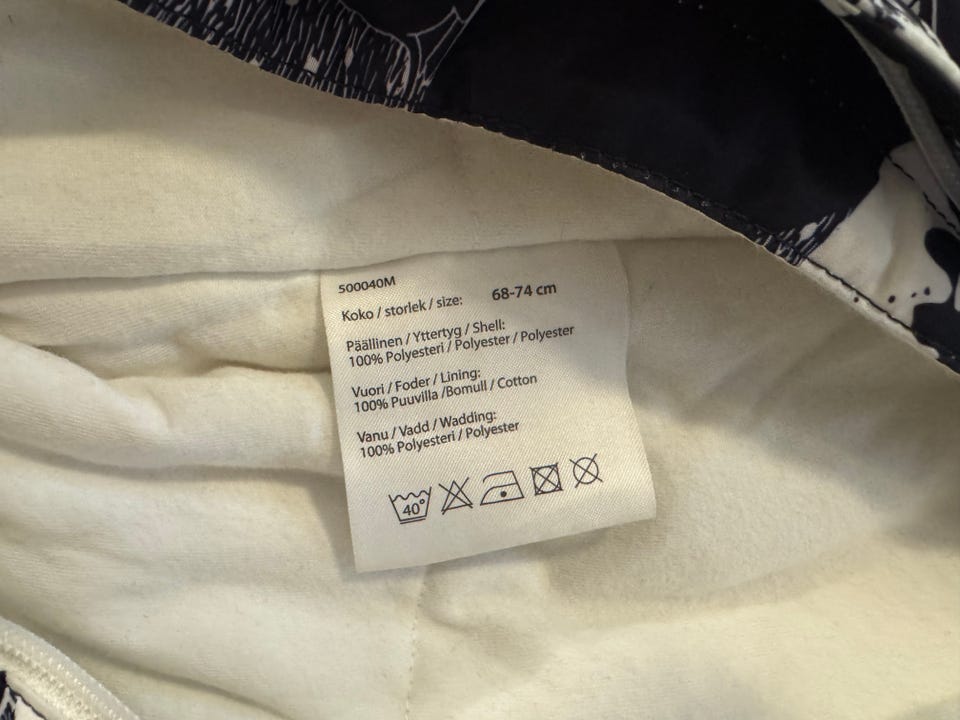 500040M
Koko / storlek / size: 68-74 cm
Päällinen / Yttertyg / Shell:
100% Polyesteri / Polyester / Polyester
Vuori / Foder / Lining:
100% Puuvilla /Bomull / Cotton
Vanu / Vadd / Wadding:
100% Polyesteri / Polyester
40°